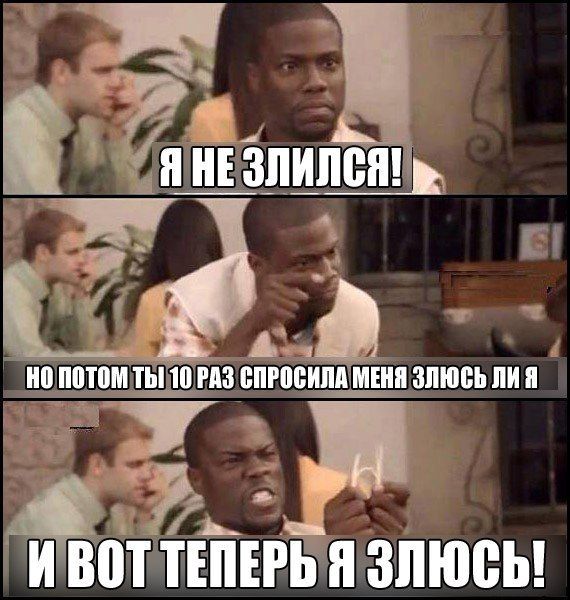 Я НЕ ЗЛИЛСЯ!
НО ПОТОМ ТЫ 10 РАЗ СПРОСИЛА МЕНЯ ЗЛЮСЬ ЛИ Я
И ВОТ ТЕПЕРЬ Я ЗЛЮСЬ!